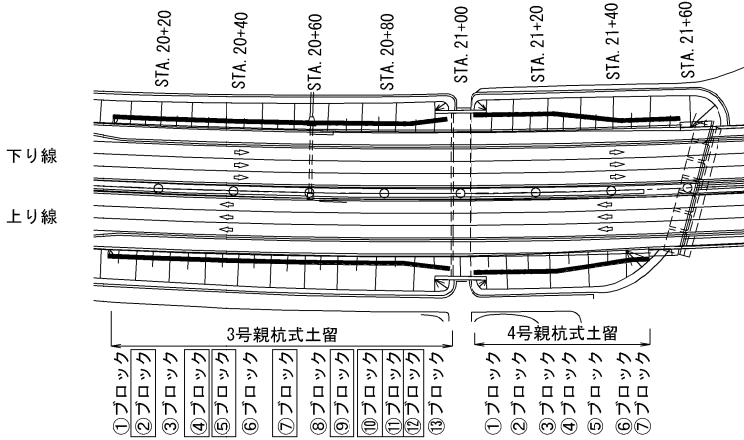 STA. 20+20
STA. 20+40
STA. 20+60
STA. 20+80
STA. 21+00
STA. 21+20
STA. 21+40
STA. 21+60
下り線
上り線
3号親杭式土留
4号親杭式土留
①ブロック
②ブロック
③ブロック
④ブロック
⑤ブロック
⑥ブロック
⑦ブロック
⑧ブロック
⑨ブロック
⑩ブロック
⑪ブロック
⑫ブロック
⑬ブロック
①ブロック
②ブロック
③ブロック
④ブロック
⑤ブロック
⑥ブロック
⑦ブロック